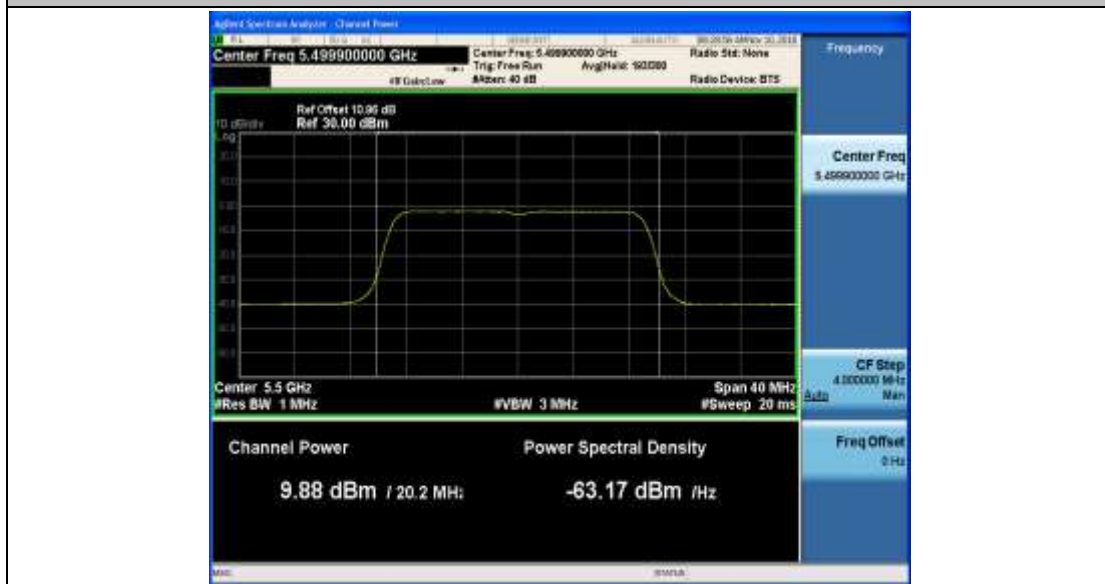 Agilent Spectrum Analyzer - Channel Power
Center Freq 5.499900000 GHz
Center Freq: 5.499900000 GHz
Radio Std: None
Trig: Free Run
Avg|Hold:
#IFGain:Low
#Atten: 40 dB
Radio Device: BTS
Frequency
Ref Offset 10.96 dB
10 dB/div
Ref 30.00 dBm
Log
Center Freq
5.499900000 GHz
Center 5.5 GHz
Span 40 MHz
#Res BW 1 MHz
#VBW 3 MHz
#Sweep 20 ms
CF Step
4.000000 MHz
Auto
Man
Freq Offset
0 Hz
Channel Power
Power Spectral Density
9.88 dBm / 20.2 MHz
-63.17 dBm /Hz
MSG
STATUS